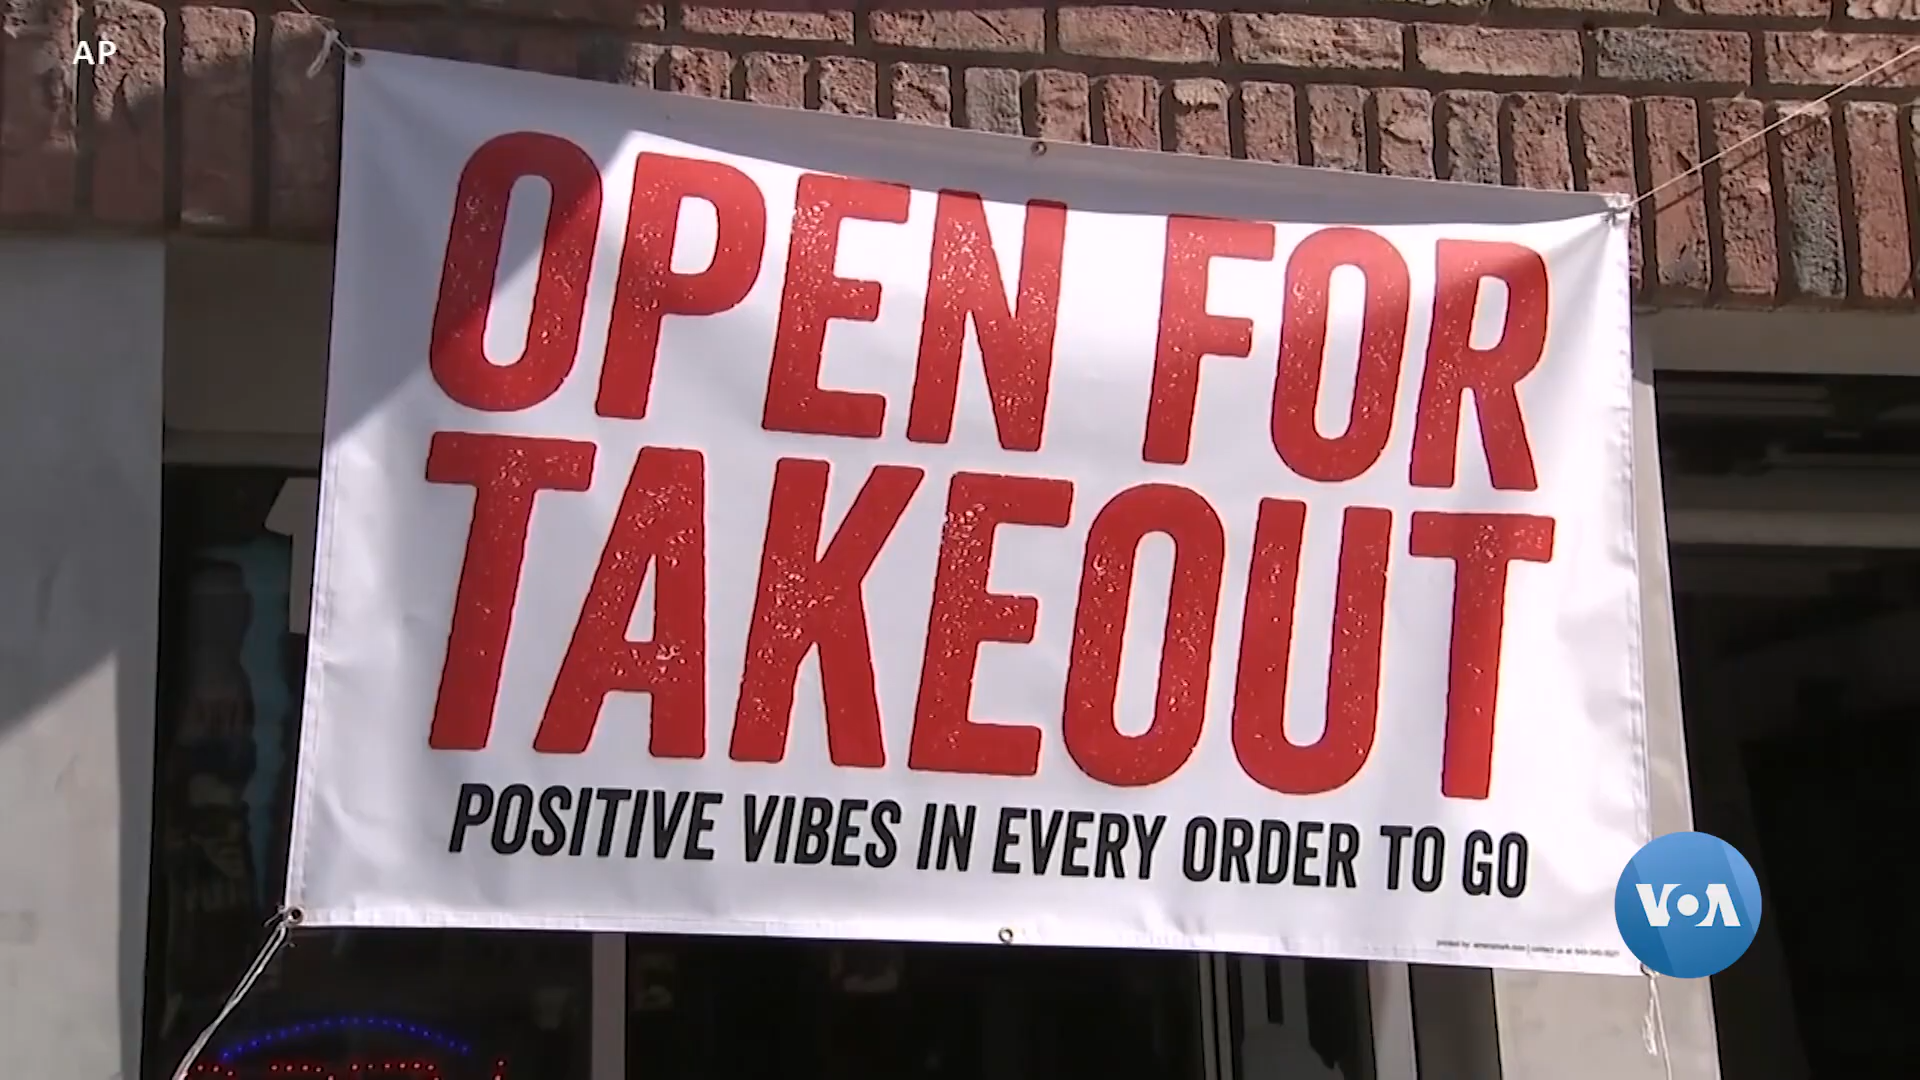 AP
OPEN FOR
TAKEOUT
POSITIVE VIBES IN EVERY ORDER TO GO
VOA